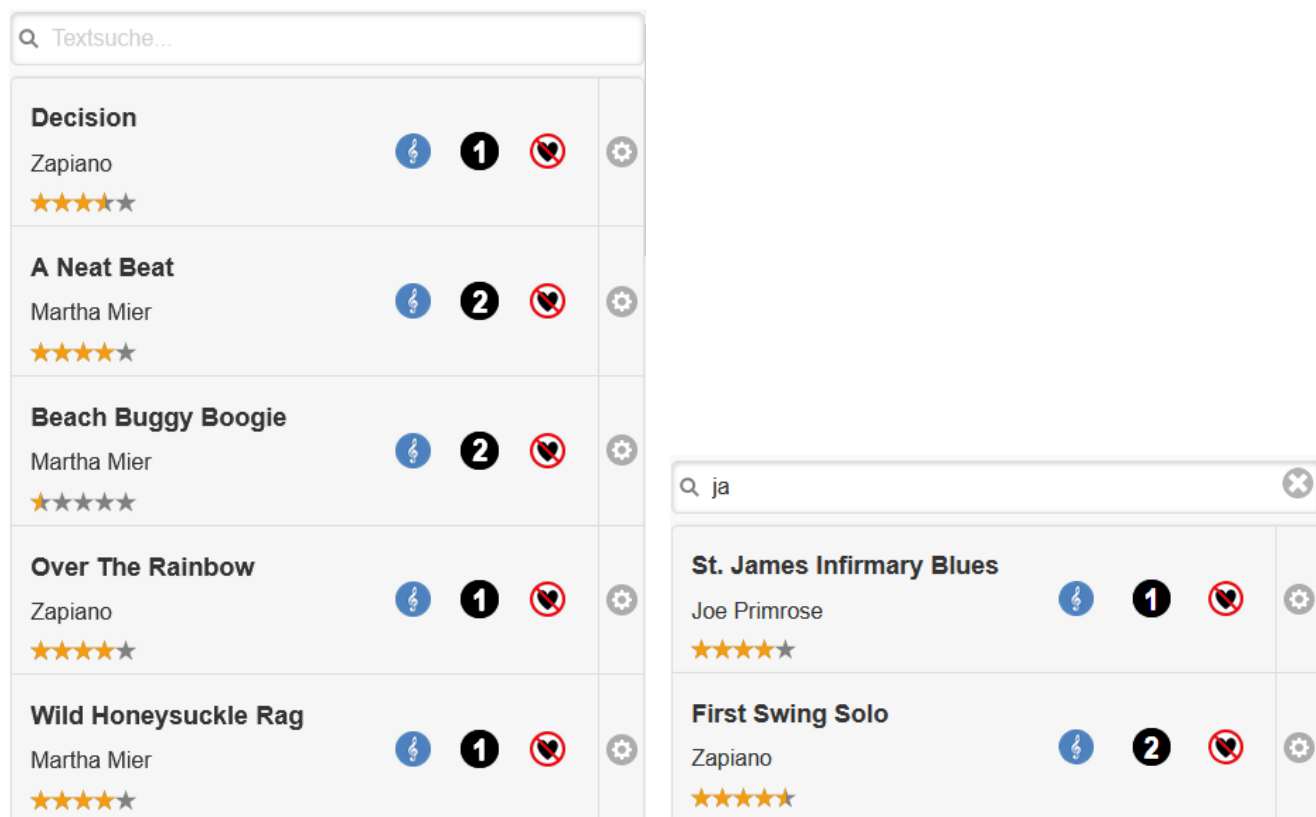 Textsuche...
Decision
Zapiano
1
A Neat Beat
Martha Mier
2
Beach Buggy Boogie
Martha Mier
2
Over The Rainbow
Zapiano
1
Wild Honeysuckle Rag
Martha Mier
1
ja
St. James Infirmary Blues
Joe Primrose
1
First Swing Solo
Zapiano
2